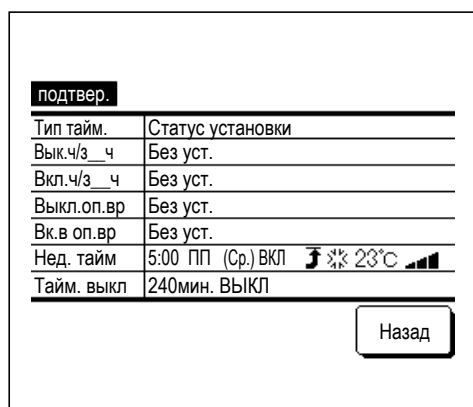 подтвер.
Тип тайм. Статус установки
Вык.ч/з__ч Без уст.
Вкл.ч/з__ч Без уст.
Выкл.оп.вр Без уст.
Вк.в оп.вр Без уст.
Нед. тайм 5:00 ПП (Ср.) ВКЛ 23°C
Тайм. выкл 240мин. ВЫКЛ
Назад